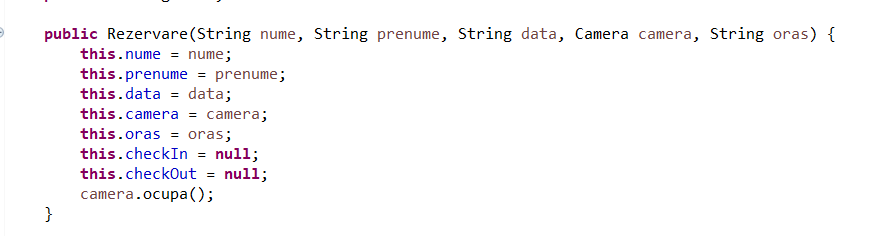 public Rezervare(String nume, String prenume, String data, Camera camera, String oras) {
this.nume = nume;
this.prenume = prenume;
this.data = data;
this.camera = camera;
this.oras = oras;
this.checkIn = null;
this.checkOut = null;
camera.ocupa();
}